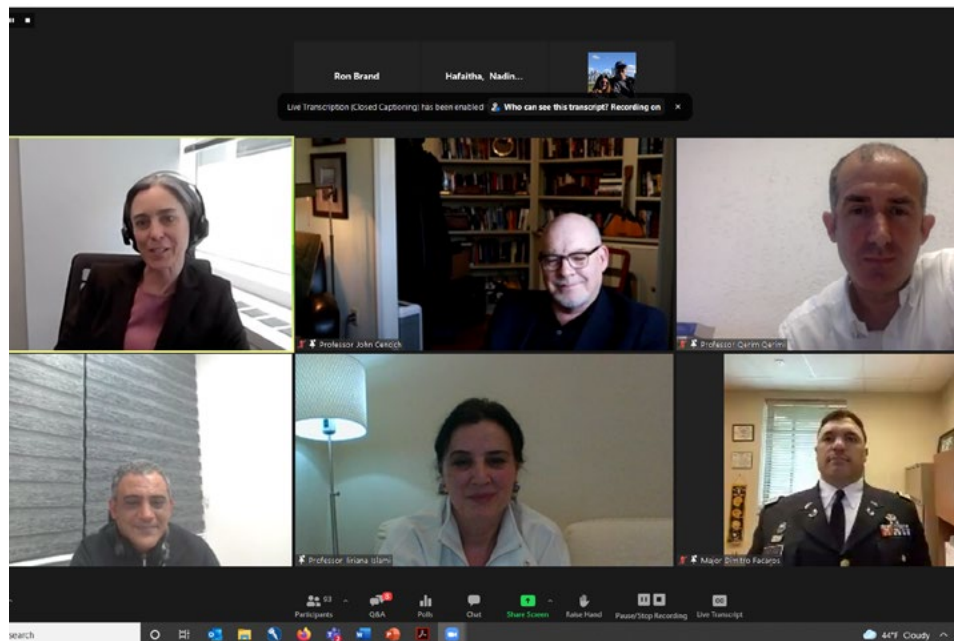 Ron Brand
Hafaitha, Nadin...
Live Transcription (Closed Captioning) has been enabled
Who can see this transcript? Recording on
Professor John Cencich
Professor Qerim Qerimi
Professor Iliriana Islami
Major Dimitro Facaros
Participants
63
Q&A
Polls
Chat
Share Screen
Raise Hand
Pause/Stop Recording
Live Transcript
search
44°F Cloudy